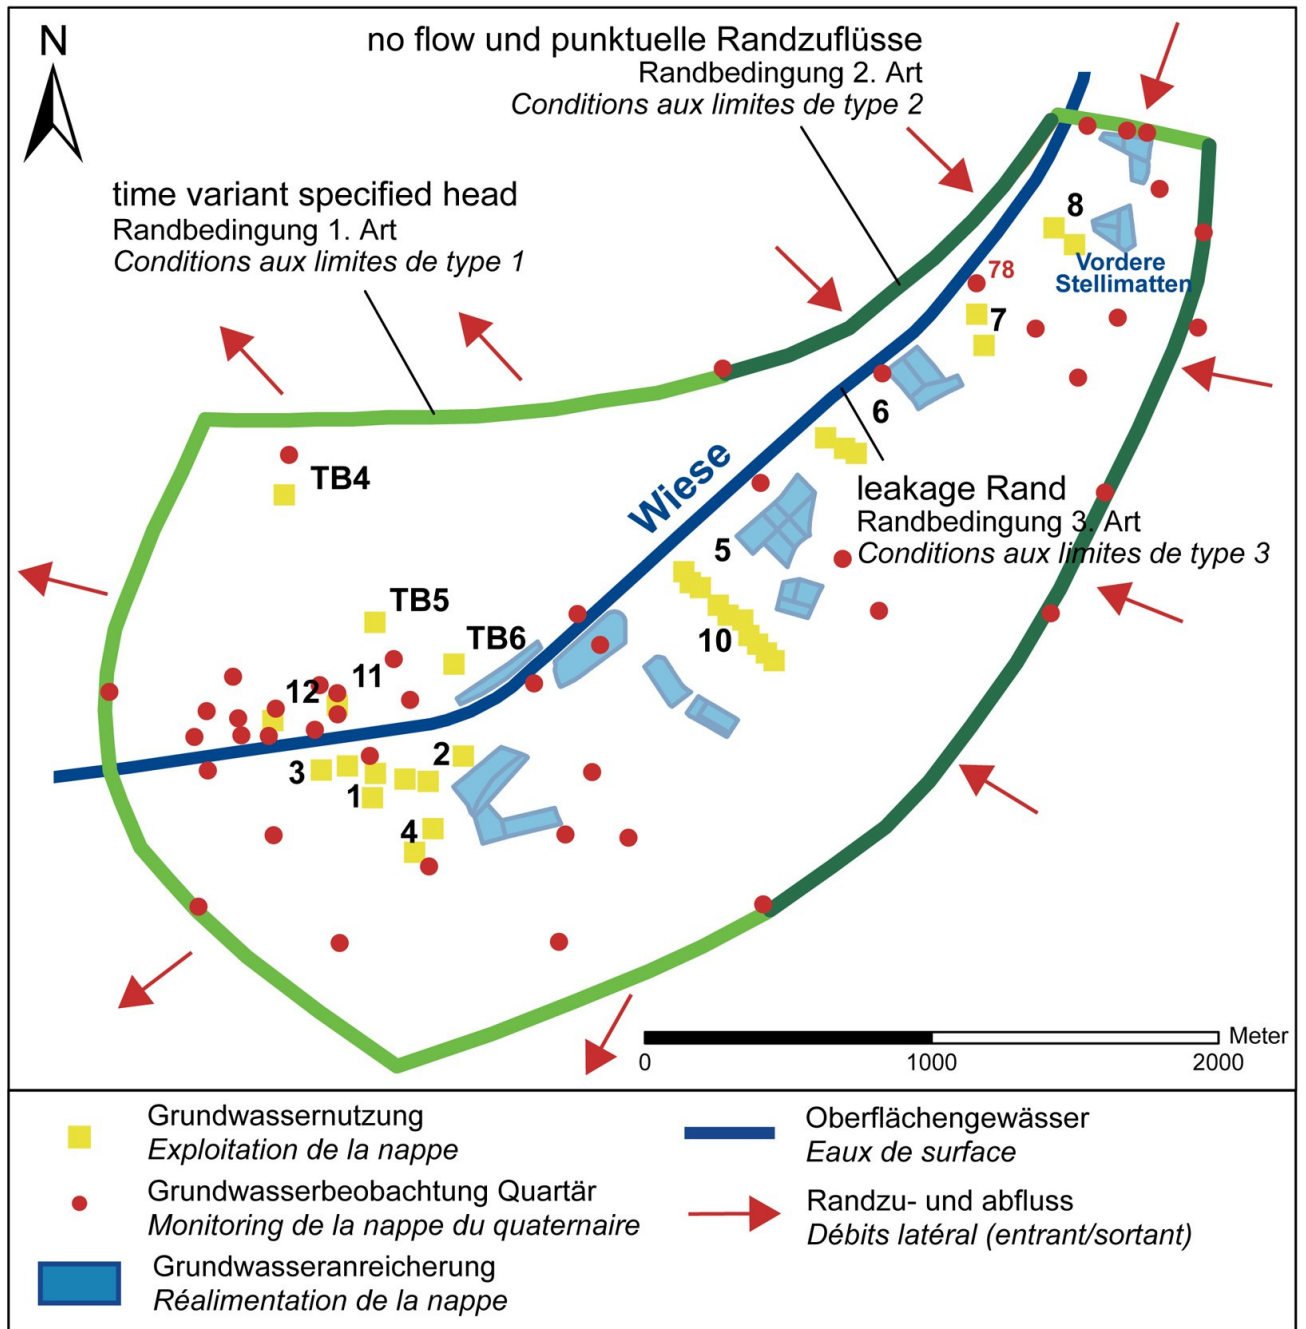 N
no flow und punktuelle Randzuflüsse
Randbedingung 2. Art
Conditions aux limites de type 2
time variant specified head
Randbedingung 1. Art
Conditions aux limites de type 1
8
Vordere
Stellimatten
78
7
6
TB4
Wiese
leakage Rand
Randbedingung 3. Art
Conditions aux limites de type 3
5
TB5
TB6
10
11
12
2
3
1
4
Meter
0
1000
2000
Grundwassernutzung
Exploitation de la nappe
Grundwasserbeobachtung Quartär
Monitoring de la nappe du quaternaire
Grundwasseranreicherung
Réalimentation de la nappe
Oberflächengewässer
Eaux de surface
Randzu- und abfluss
Débits latéral (entrant/sortant)